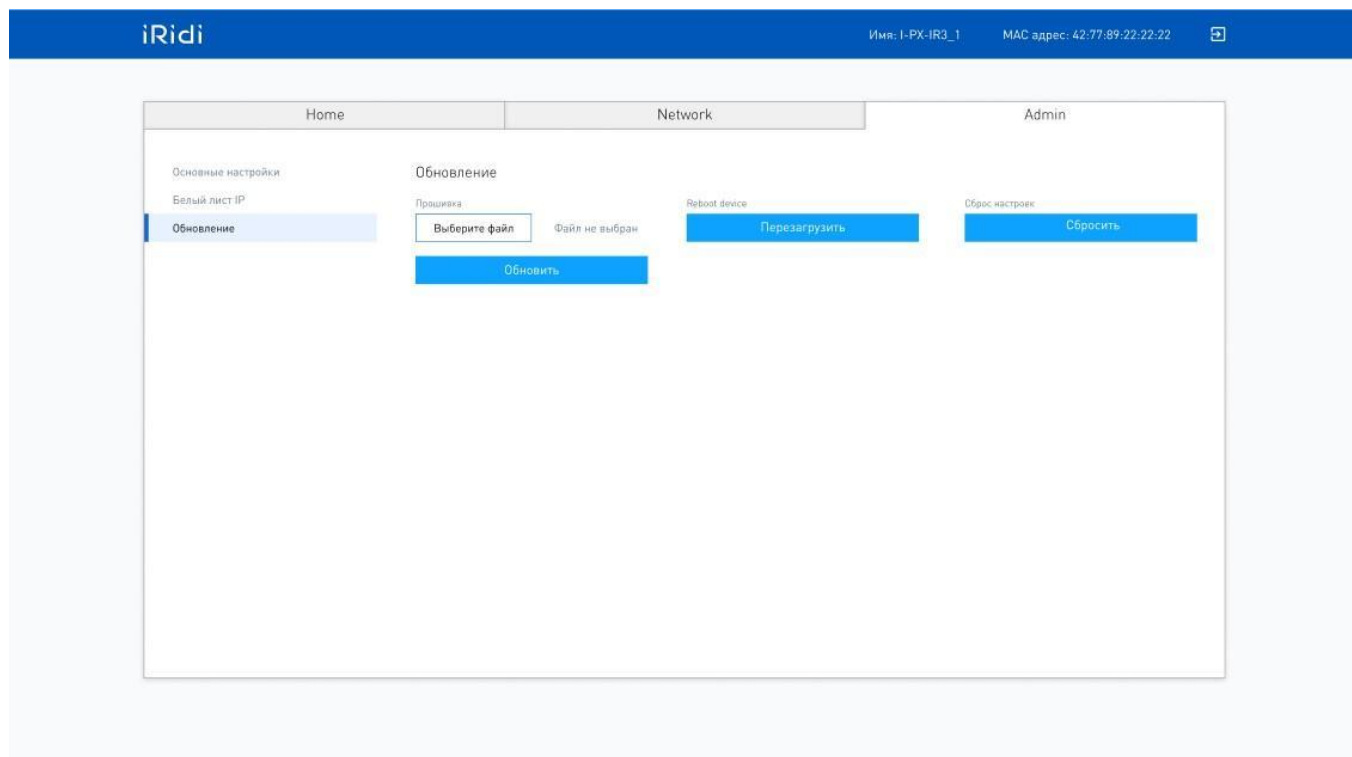 iRidi
Имя: I-PX-IR3_1 MAC адрес: 42:77:89:22:22:22
Home Network Admin
Основные настройки
Белый лист IP
Обновление
Обновление
Прошивка
Выберите файл Файл не выбран
Обновить
Reboot device
Перезагрузить
Сброс настроек
Сбросить